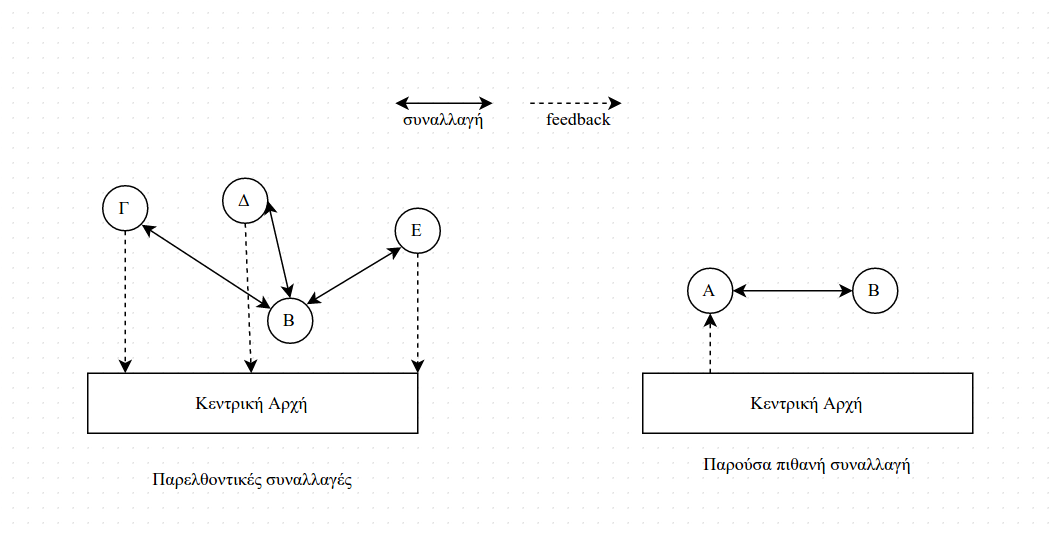 συναλλαγή
feedback
Γ
Δ
Ε
Β
Α
Β
Κεντρική Αρχή
Κεντρική Αρχή
Παρελθοντικές συναλλαγές
Παρούσα πιθανή συναλλαγή